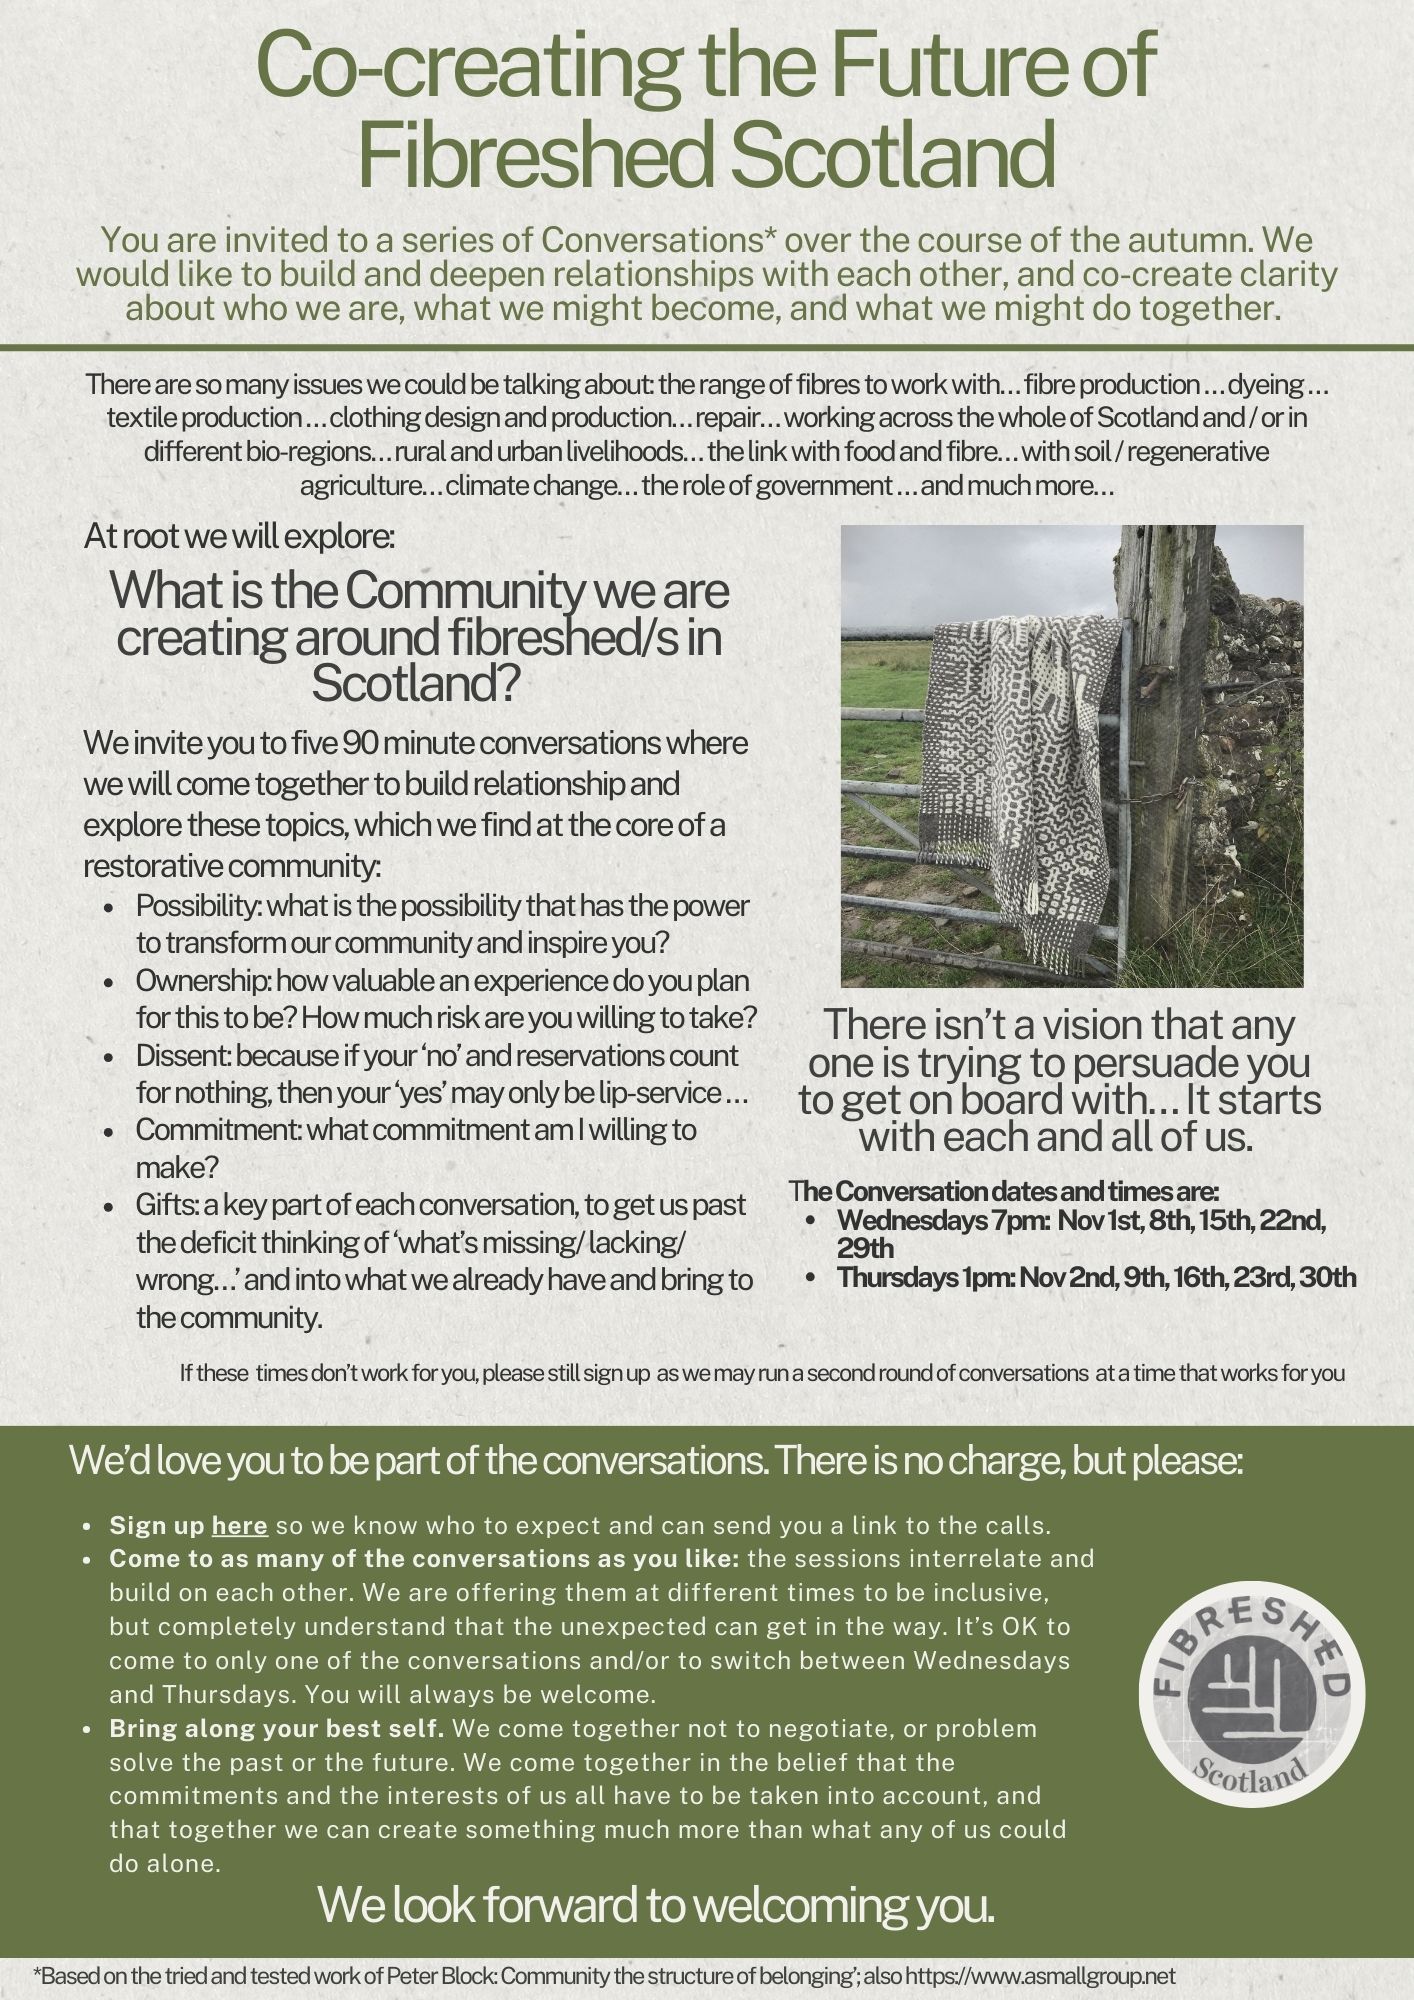 Co-creating the Future of
Fibreshed Scotland
You are invited to a series of Conversations* over the course of the autumn. We
would like to build and deepen relationships with each other, and co-create clarity
about who we are, what we might become, and what we might do together.
There are so many issues we could be talking about: the range of fibres to work with… fibre production … dyeing …
textile production … clothing design and production… repair… working across the whole of Scotland and / or in
different bio-regions… rural and urban livelihoods… the link with food and fibre… with soil / regenerative
agriculture… climate change… the role of government … and much more…
At root we will explore:
What is the Community we are
creating around fibreshed/s in
Scotland?
We invite you to five 90 minute conversations where
we will come together to build relationship and
explore these topics, which we find at the core of a
restorative community:
• Possibility: what is the possibility that has the power
to transform our community and inspire you?
• Ownership: how valuable an experience do you plan
for this to be? How much risk are you willing to take?
• Dissent: because if your ‘no’ and reservations count
for nothing, then your ‘yes’ may only be lip-service …
• Commitment: what commitment am I willing to
make?
• Gifts: a key part of each conversation, to get us past
the deficit thinking of ‘what’s missing/ lacking/
wrong…’ and into what we already have and bring to
the community.
There isn’t a vision that any
one is trying to persuade you
to get on board with… It starts
with each and all of us.
The Conversation dates and times are:
• Wednesdays 7pm: Nov 1st, 8th, 15th, 22nd,
29th
• Thursdays 1pm: Nov 2nd, 9th, 16th, 23rd, 30th
If these times don’t work for you, please still sign up as we may run a second round of conversations at a time that works for you
We’d love you to be part of the conversations. There is no charge, but please:
• Sign up here so we know who to expect and can send you a link to the calls.
• Come to as many of the conversations as you like: the sessions interrelate and
build on each other. We are offering them at different times to be inclusive,
but completely understand that the unexpected can get in the way. It’s OK to
come to only one of the conversations and/or to switch between Wednesdays
and Thursdays. You will always be welcome.
• Bring along your best self. We come together not to negotiate, or problem
solve the past or the future. We come together in the belief that the
commitments and the interests of us all have to be taken into account, and
that together we can create something much more than what any of us could
do alone.
FIBRESHED
Scotland
We look forward to welcoming you.
*Based on the tried and tested work of Peter Block: Community the structure of belonging’; also https://www.asmallgroup.net